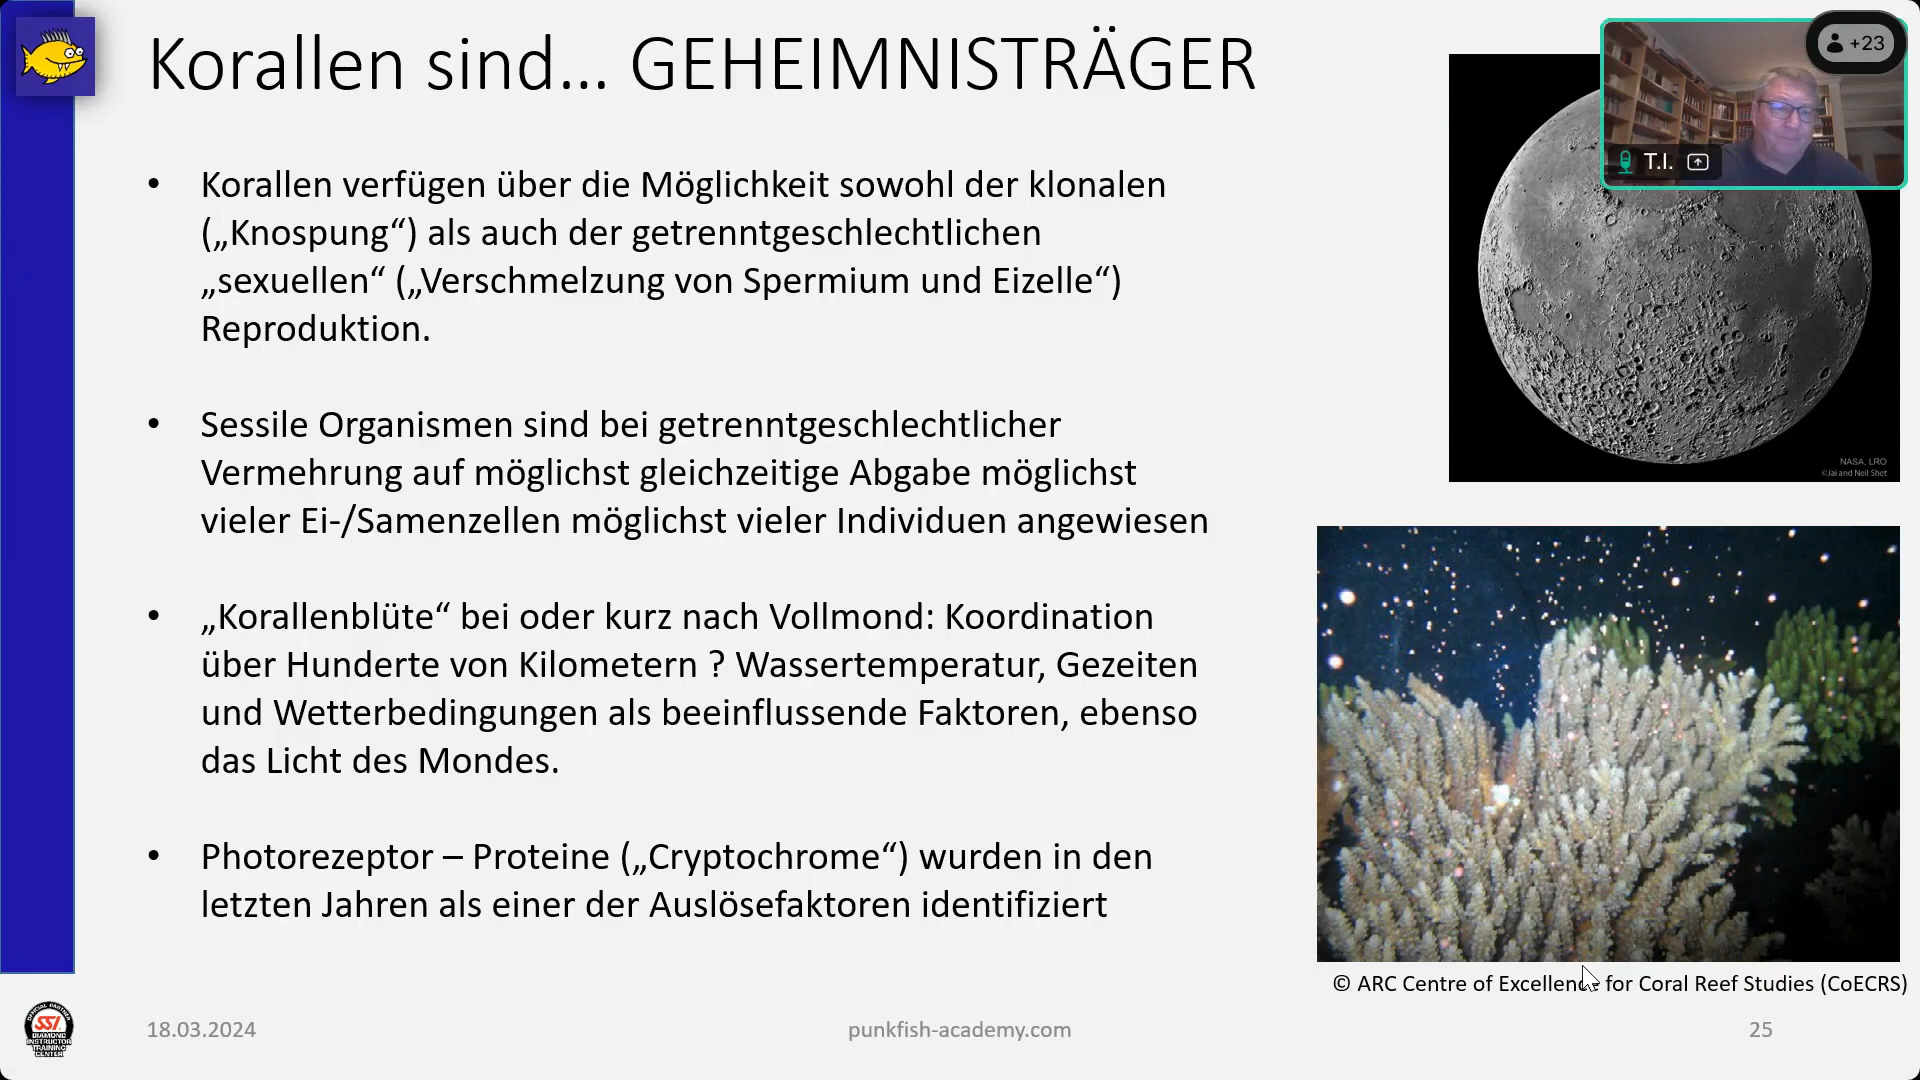 Korallen sind... GEHEIMNISTRÄGER
+23
T.I.
• Korallen verfügen über die Möglichkeit sowohl der klonalen
(„Knospung“) als auch der getrenntgeschlechtlichen
„sexuellen“ („Verschmelzung von Spermium und Eizelle“)
Reproduktion.
• Sessile Organismen sind bei getrenntgeschlechtlicher
Vermehrung auf möglichst gleichzeitige Abgabe möglichst
vieler Ei-/Samenzellen möglichst vieler Individuen angewiesen
• „Korallenblüte“ bei oder kurz nach Vollmond: Koordination
über Hunderte von Kilometern ? Wassertemperatur, Gezeiten
und Wetterbedingungen als beeinflussende Faktoren, ebenso
das Licht des Mondes.
• Photorezeptor – Proteine („Cryptochrome“) wurden in den
letzten Jahren als einer der Auslösefaktoren identifiziert
NASA, LRO
©Jai and Neil Shet
© ARC Centre of Excellence for Coral Reef Studies (CoECRS)
SSI
DIAMOND
INSTRUCTOR
TRAINING
CENTER
18.03.2024
punkfish-academy.com
25